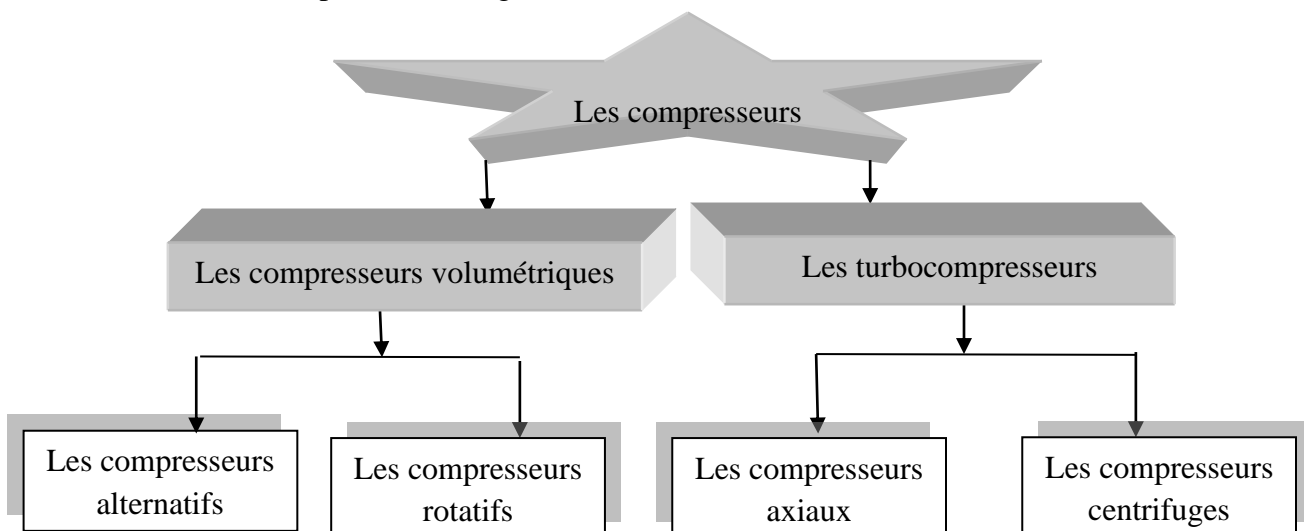 Les compresseurs
Les compresseurs volumétriques
Les turbocompresseurs
Les compresseurs
alternatifs
Les compresseurs
rotatifs
Les compresseurs
axiaux
Les compresseurs
centrifuges